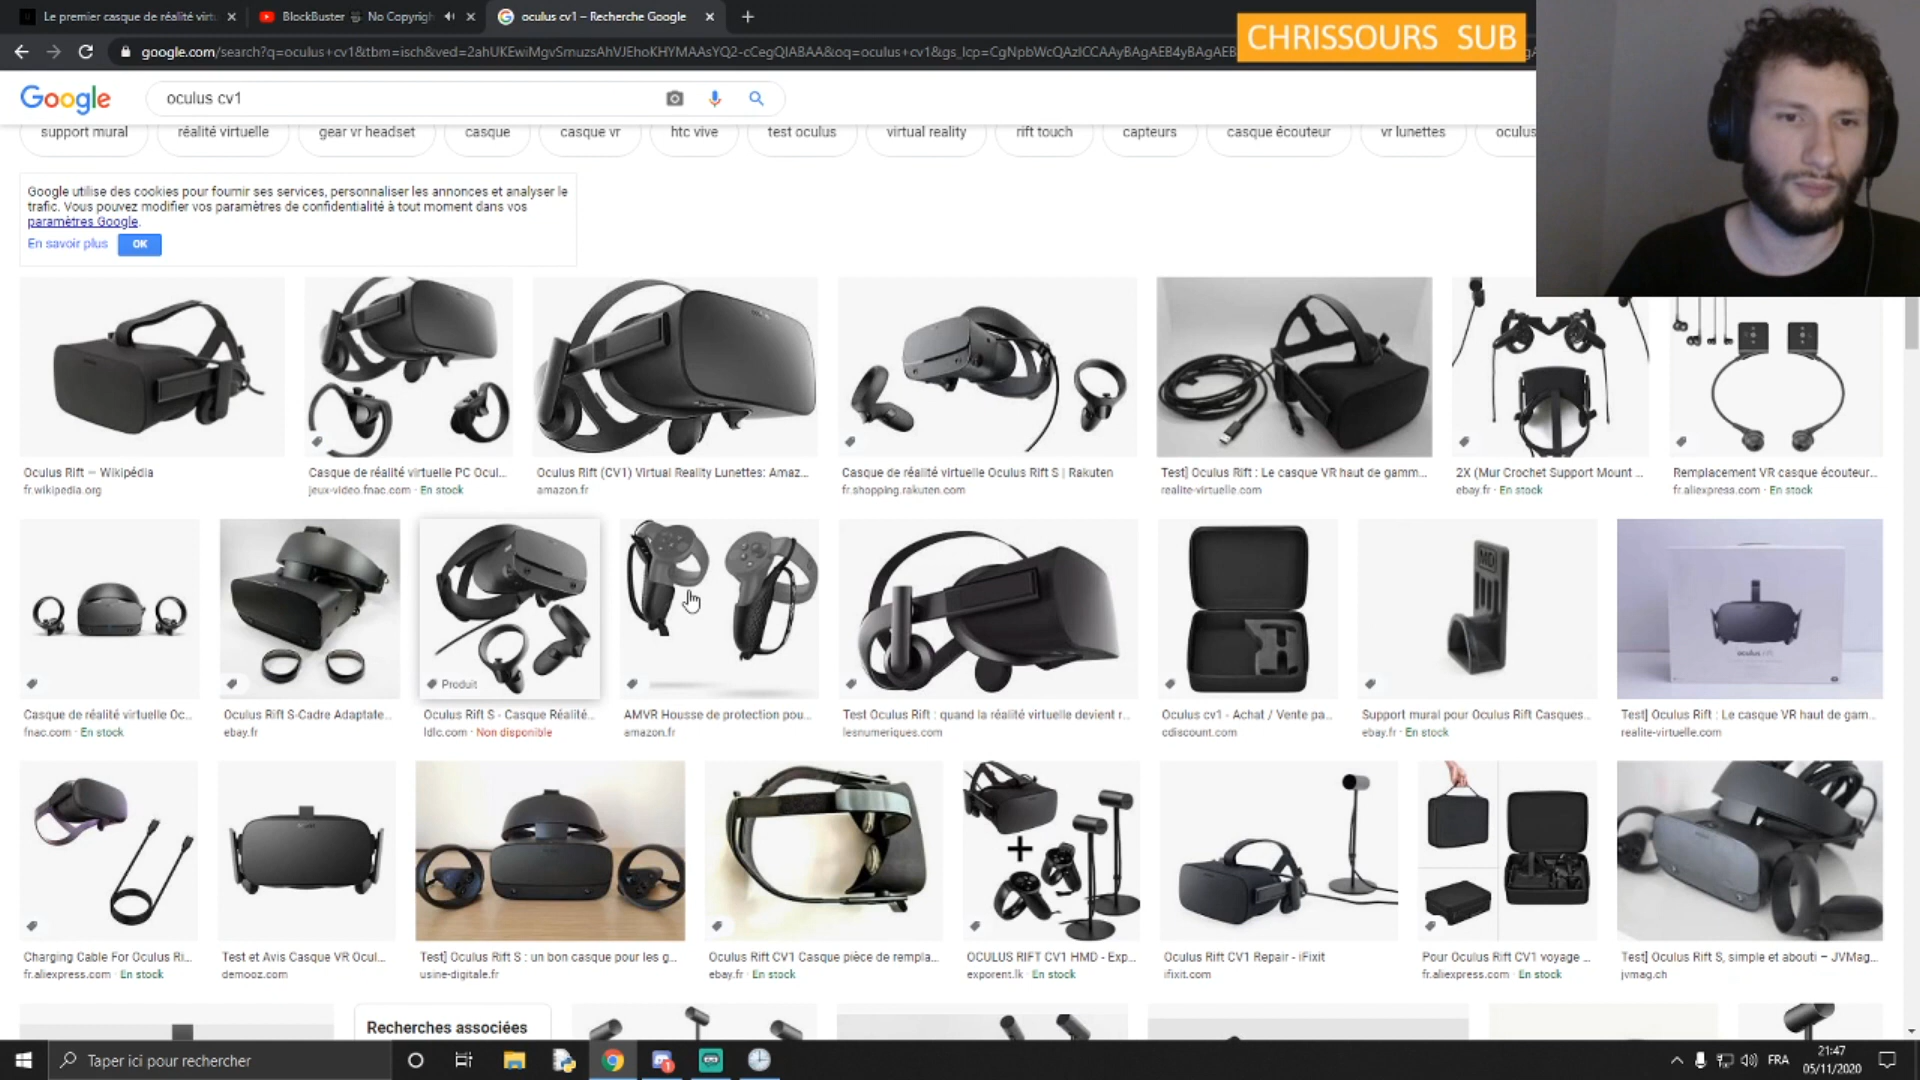 Le premier casque de réalité virtu
BlockBuster
No Copyrigh
oculus cv1 – Recherche Google
CHRISSOURS SUB
Google
oculus cv1
support mural
réalité virtuelle
gear vr headset
casque
casque vr
htc vive
test oculus
virtual reality
rift touch
capteurs
casque écouteur
vr lunettes
oculus
Google utilise des cookies pour fournir ses services, personnaliser les annonces et analyser le
trafic. Vous pouvez modifier vos paramètres de confidentialité à tout moment dans vos
paramètres Google.
En savoir plus
OK
Oculus Rift — Wikipédia
fr.wikipedia.org
Casque de réalité virtuelle PC Ocul...
jeux-video.fnac.com · En stock
Oculus Rift (CV1) Virtual Reality Lunettes: Amaz...
amazon.fr
Casque de réalité virtuelle Oculus Rift S | Rakuten
fr.shopping.rakuten.com
Test] Oculus Rift : Le casque VR haut de gamm...
realite-virtuelle.com
2X (Mur Crochet Support Mount ...
ebay.fr · En stock
Remplacement VR casque écouteur...
fr.aliexpress.com · En stock
Produit
MD
oculus rift
Casque de réalité virtuelle Oc...
fnac.com · En stock
Oculus Rift S-Cadre Adaptate...
ebay.fr
Oculus Rift S - Casque Réalité...
ldlc.com · Non disponible
AMVR Housse de protection pou...
amazon.fr
Test Oculus Rift : quand la réalité virtuelle devient r...
lesnumeriques.com
Oculus cv1 - Achat / Vente pa...
cdiscount.com
Support mural pour Oculus Rift Casques...
ebay.fr · En stock
Test] Oculus Rift : Le casque VR haut de gam...
realite-virtuelle.com
Charging Cable For Oculus Ri...
fr.aliexpress.com · En stock
Test et Avis Casque VR Ocul...
demooz.com
Test] Oculus Rift S : un bon casque pour les g...
usine-digitale.fr
Oculus Rift CV1 Casque pièce de rempla...
ebay.fr · En stock
OCULUS RIFT CV1 HMD - Exp...
exporent.lk · En stock
Oculus Rift CV1 Repair - iFixit
ifixit.com
Pour Oculus Rift CV1 voyage ...
fr.aliexpress.com · En stock
Test] Oculus Rift S, simple et abouti – JVMag...
jvmag.ch
Recherches associées
Taper ici pour rechercher
FRA
21:47
05/11/2020